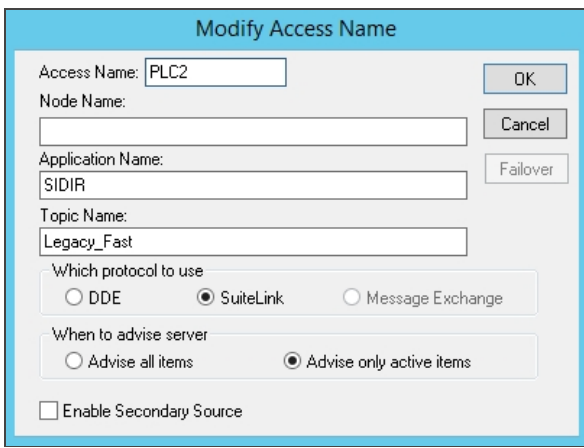 Modify Access Name
Access Name: PLC2
OK
Node Name:
Cancel
Application Name:
Failover
SIDIR
Topic Name:
Legacy_Fast
Which protocol to use
DDE SuiteLink Message Exchange
When to advise server
Advise all items Advise only active items
Enable Secondary Source